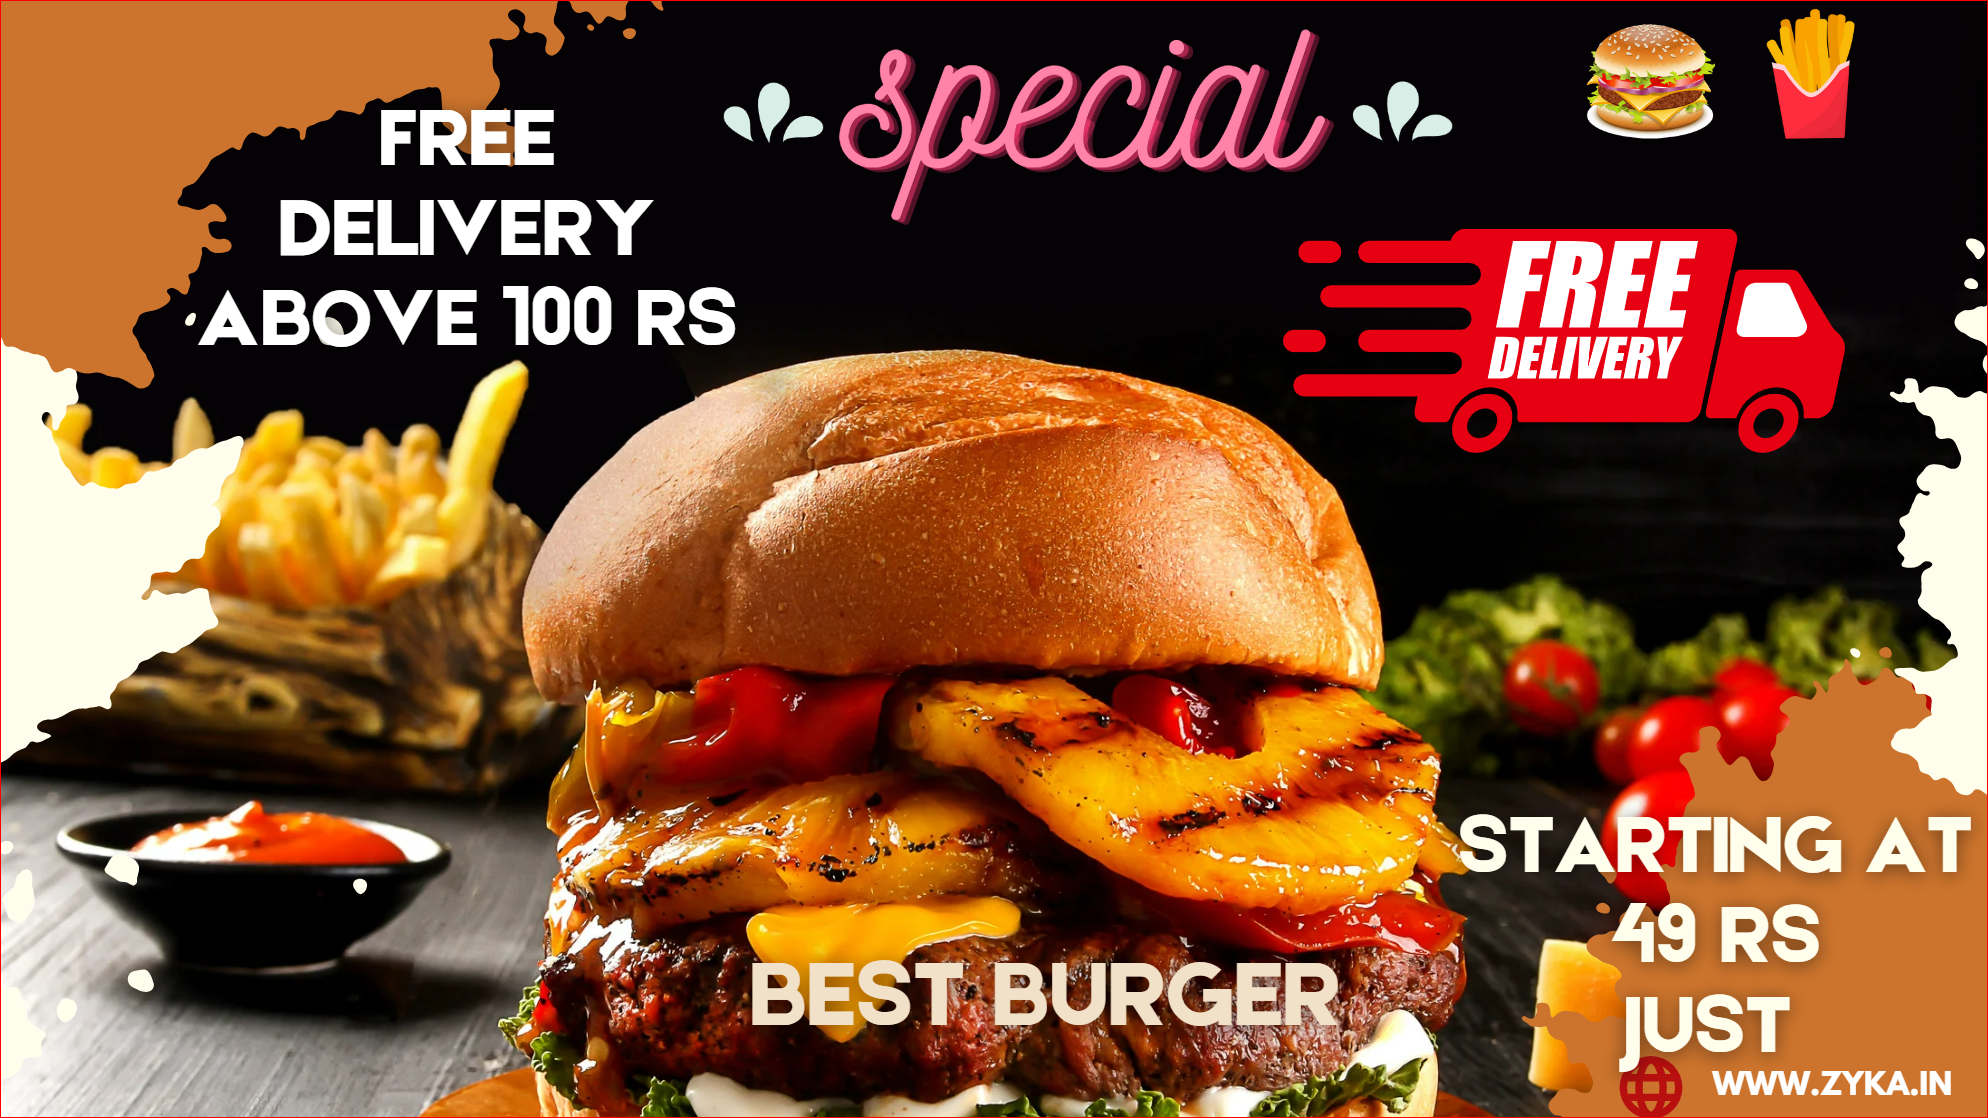 special
FREE
DELIVERY
ABOVE 100 RS
FREE
DELIVERY
STARTING AT
49 RS
JUST
BEST BURGER
WWW.ZYKA.IN